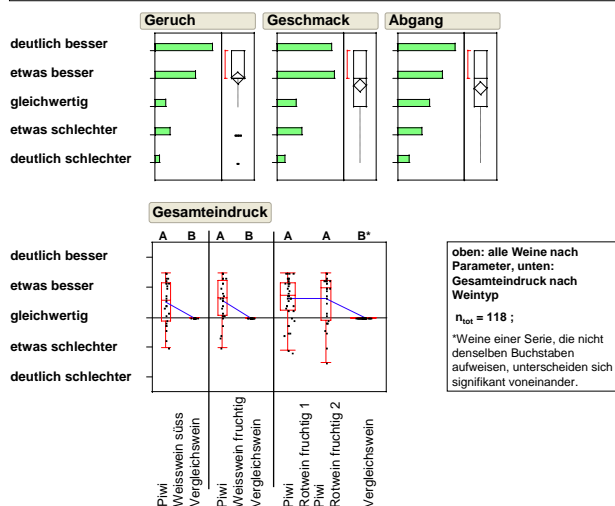 Geruch Geschmack Abgang
deutlich besser
etwas besser
gleichwertig
etwas schlechter
deutlich schlechter
Gesamteindruck
A B A B A A B*
deutlich besser
etwas besser
gleichwertig
etwas schlechter
deutlich schlechter
Piwi
Weisswein süss
Vergleichswein
Piwi
Weisswein fruchtig
Vergleichswein
Piwi
Rotwein fruchtig 1
Piwi
Rotwein fruchtig 2
Vergleichswein
oben: alle Weine nach
Parameter, unten:
Gesamteindruck nach
Weintyp
ntot = 118 ;
*Weine einer Serie, die nicht
denselben Buchstaben
aufweisen, unterscheiden sich
signifikant voneinander.